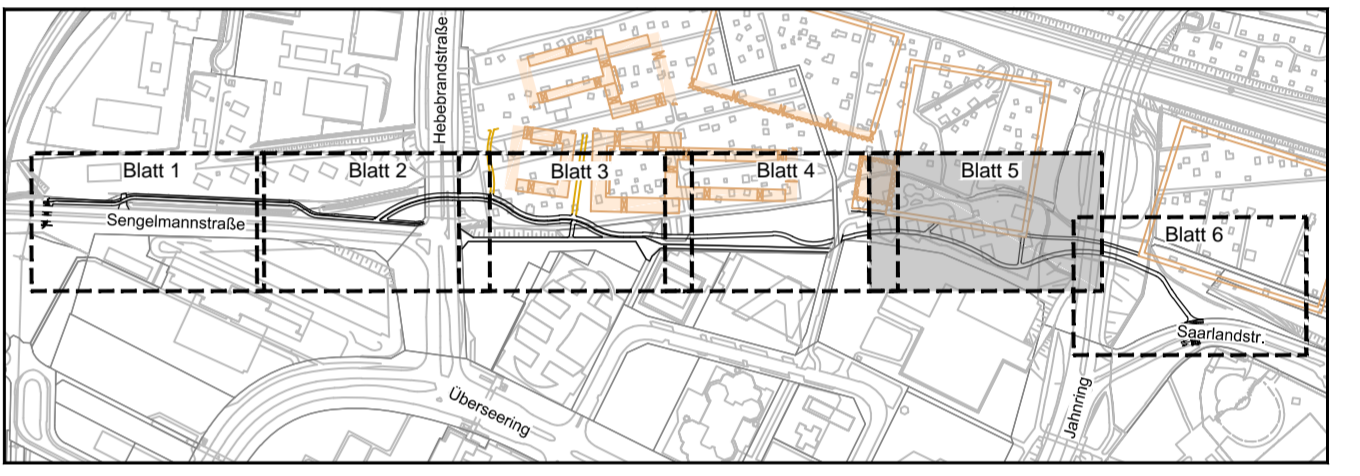 Hebebrandstraße
Blatt 1
Blatt 2
Blatt 3
Blatt 4
Blatt 5
Sengelmannstraße
Blatt 6
Saarlandstr.
Überseering
Jahnring